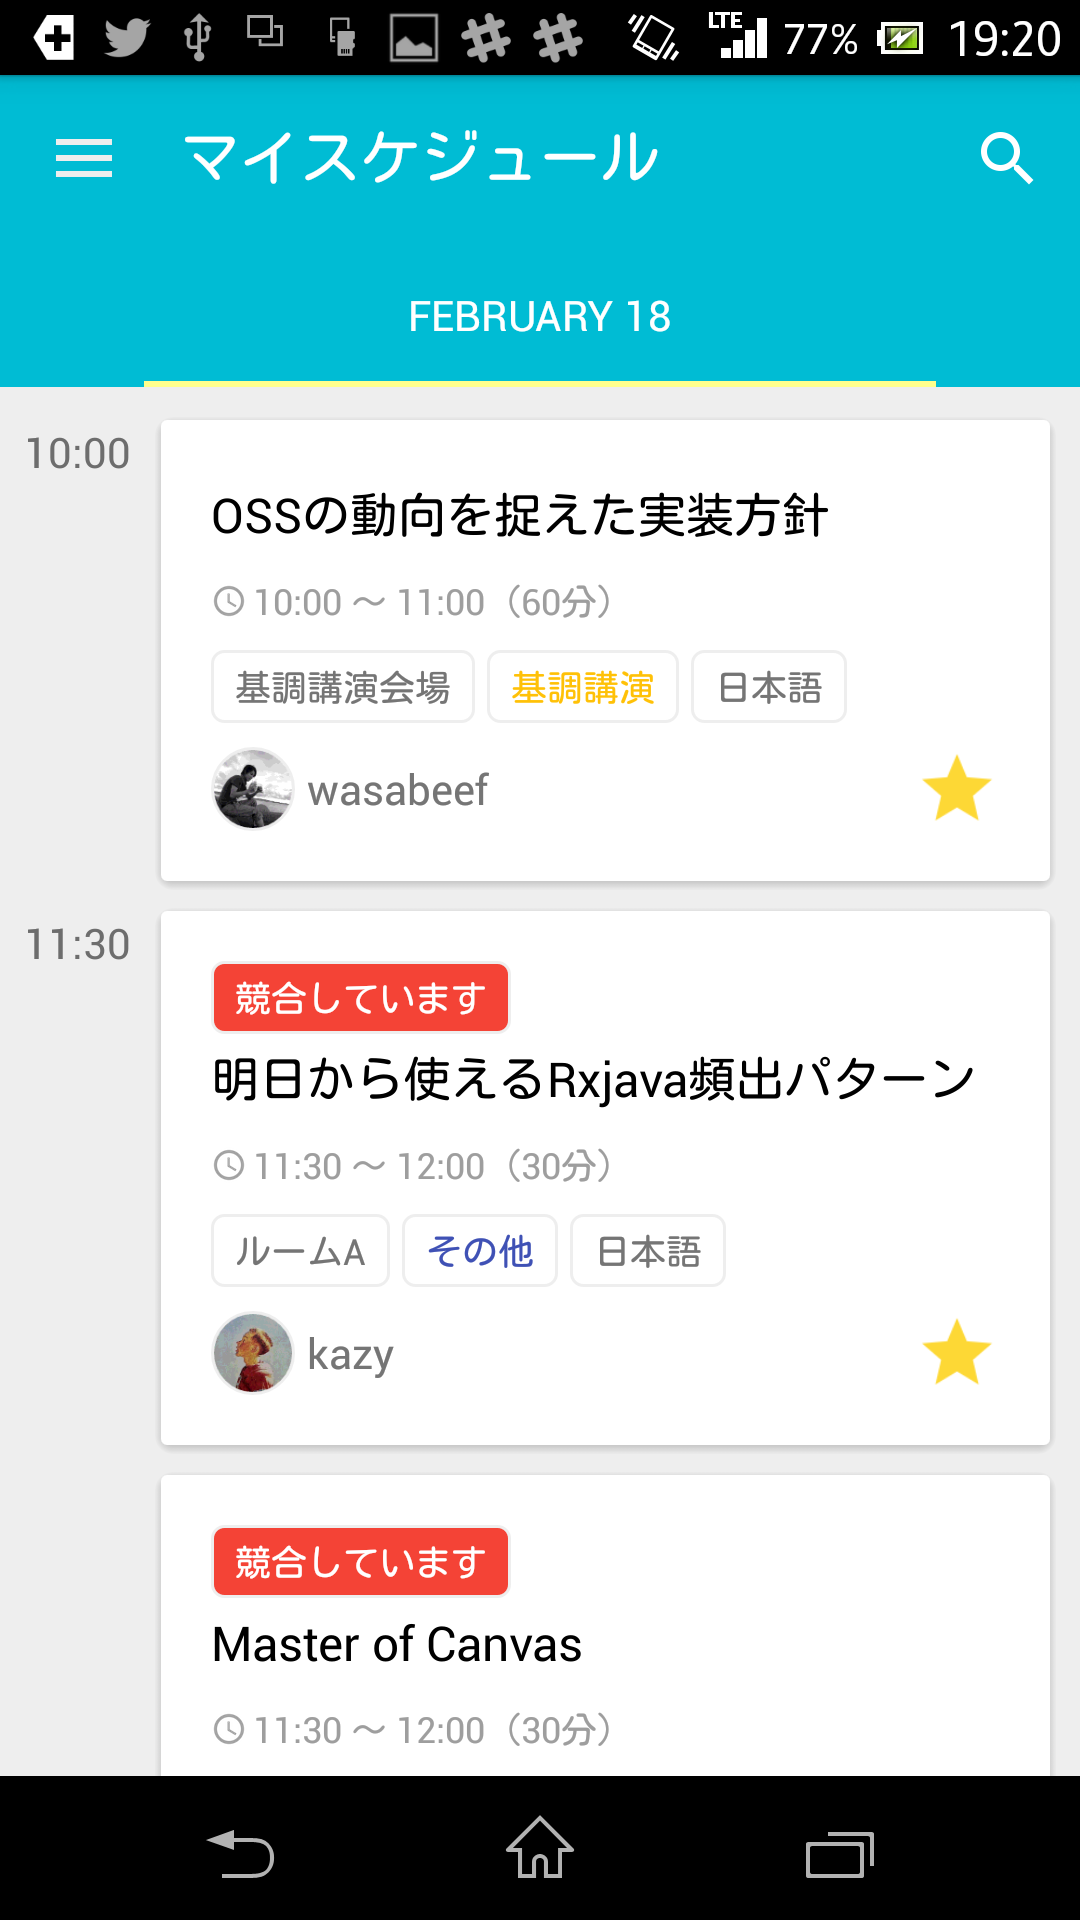 LTE 77% 19:20
マイスケジュール
FEBRUARY 18
10:00
OSSの動向を捉えた実装方針
10:00 〜 11:00（60分）
基調講演会場 基調講演 日本語
wasabeef
11:30
競合しています
明日から使えるRxjava頻出パターン
11:30 〜 12:00（30分）
ルームA その他 日本語
kazy
競合しています
Master of Canvas
11:30 〜 12:00（30分）